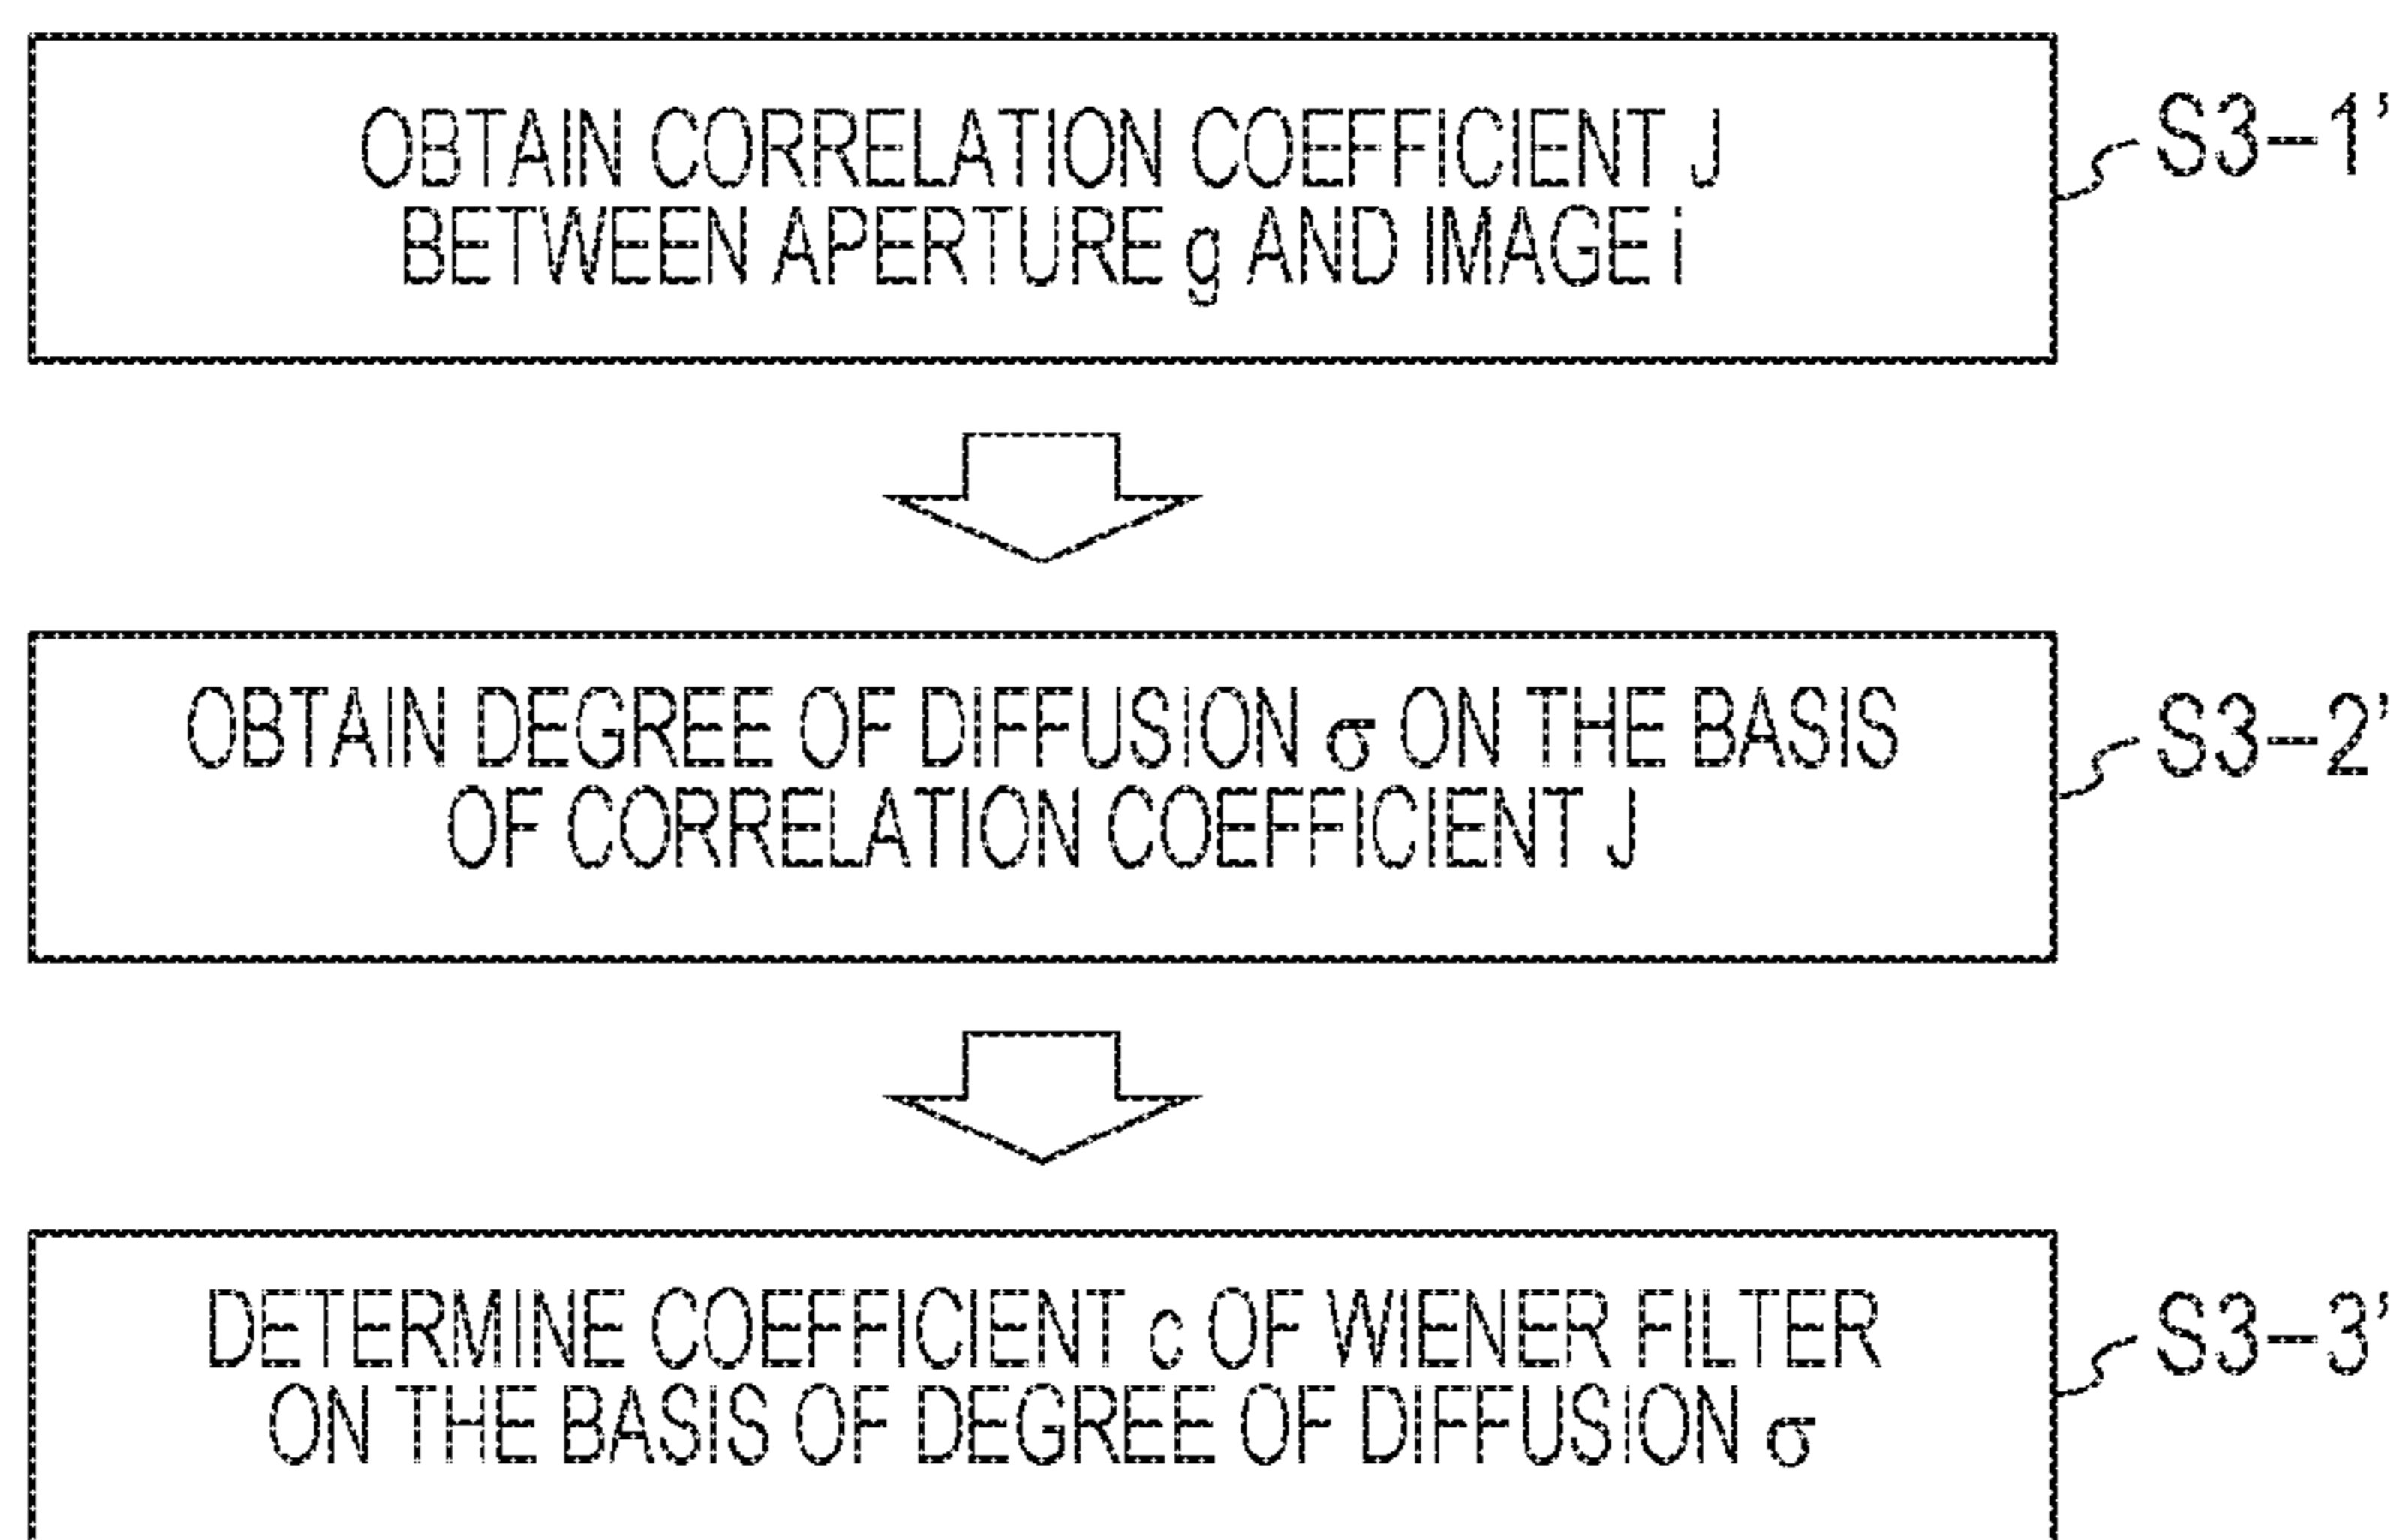 OBTAIN CORRELATION COEFFICIENT J
BETWEEN APERTURE g AND IMAGE i
S3-1'
OBTAIN DEGREE OF DIFFUSION σ ON THE BASIS
OF CORRELATION COEFFICIENT J
S3-2'
DETERMINE COEFFICIENT c OF WIENER FILTER
ON THE BASIS OF DEGREE OF DIFFUSION σ
S3-3'